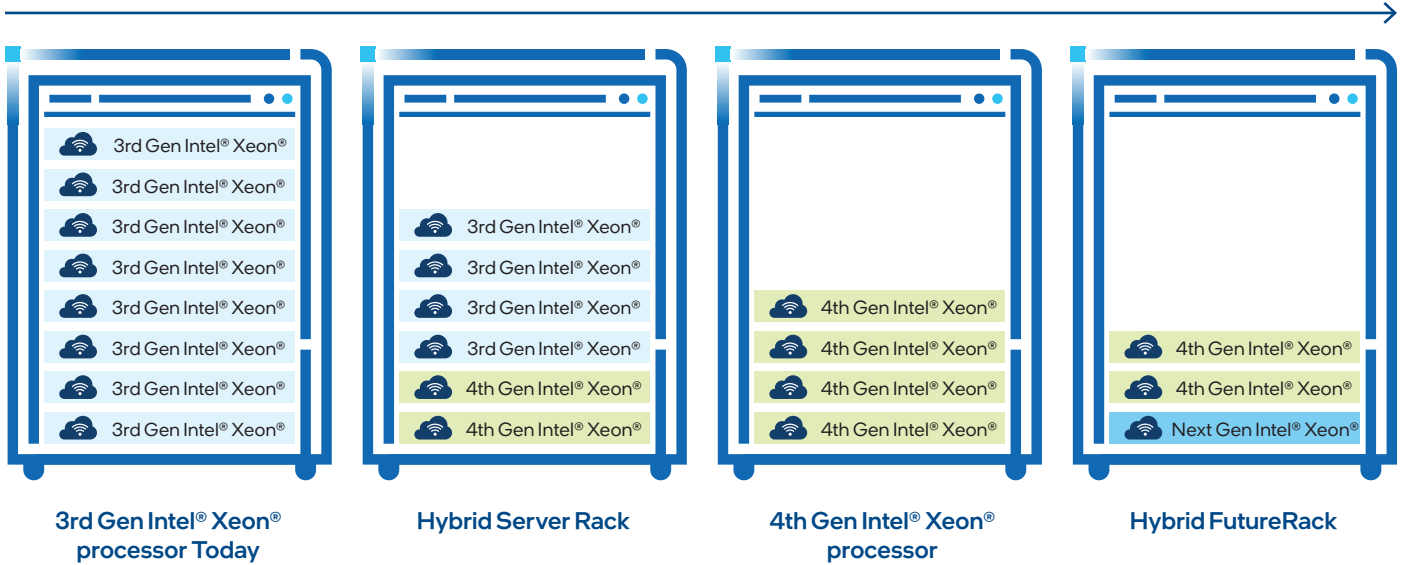 3rd Gen Intel® Xeon®
3rd Gen Intel® Xeon®
3rd Gen Intel® Xeon®
3rd Gen Intel® Xeon®
3rd Gen Intel® Xeon®
3rd Gen Intel® Xeon®
3rd Gen Intel® Xeon®
3rd Gen Intel® Xeon®
3rd Gen Intel® Xeon®
processor Today
3rd Gen Intel® Xeon®
3rd Gen Intel® Xeon®
3rd Gen Intel® Xeon®
3rd Gen Intel® Xeon®
4th Gen Intel® Xeon®
4th Gen Intel® Xeon®
Hybrid Server Rack
4th Gen Intel® Xeon®
4th Gen Intel® Xeon®
4th Gen Intel® Xeon®
4th Gen Intel® Xeon®
4th Gen Intel® Xeon®
processor
4th Gen Intel® Xeon®
4th Gen Intel® Xeon®
Next Gen Intel® Xeon®
Hybrid FutureRack